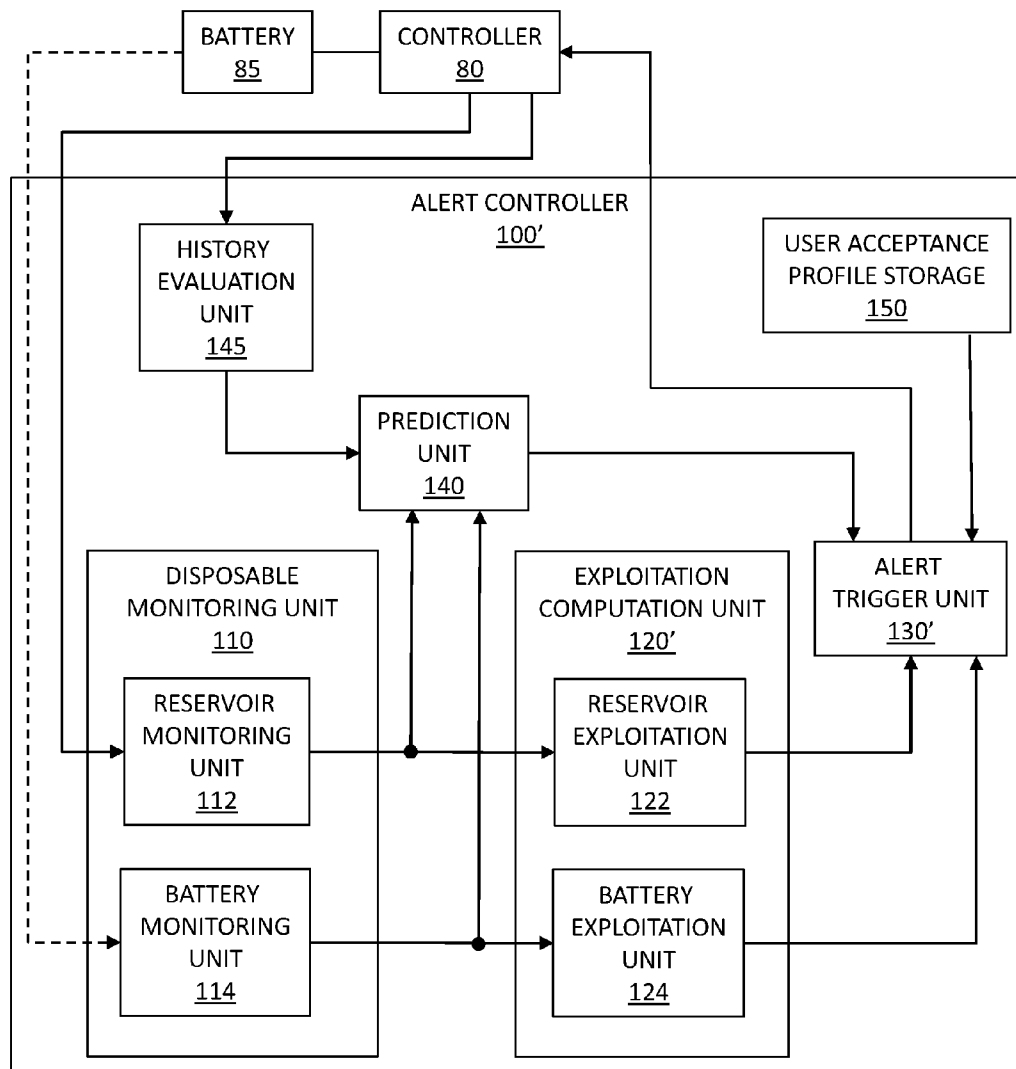 BATTERY
85
CONTROLLER
80
ALERT CONTROLLER
100’
HISTORY
EVALUATION
UNIT
145
USER ACCEPTANCE
PROFILE STORAGE
150
PREDICTION
UNIT
140
DISPOSABLE
MONITORING UNIT
110
EXPLOITATION
COMPUTATION UNIT
120’
ALERT
TRIGGER UNIT
130’
RESERVOIR
MONITORING
UNIT
112
RESERVOIR
EXPLOITATION
UNIT
122
BATTERY
MONITORING
UNIT
114
BATTERY
EXPLOITATION
UNIT
124